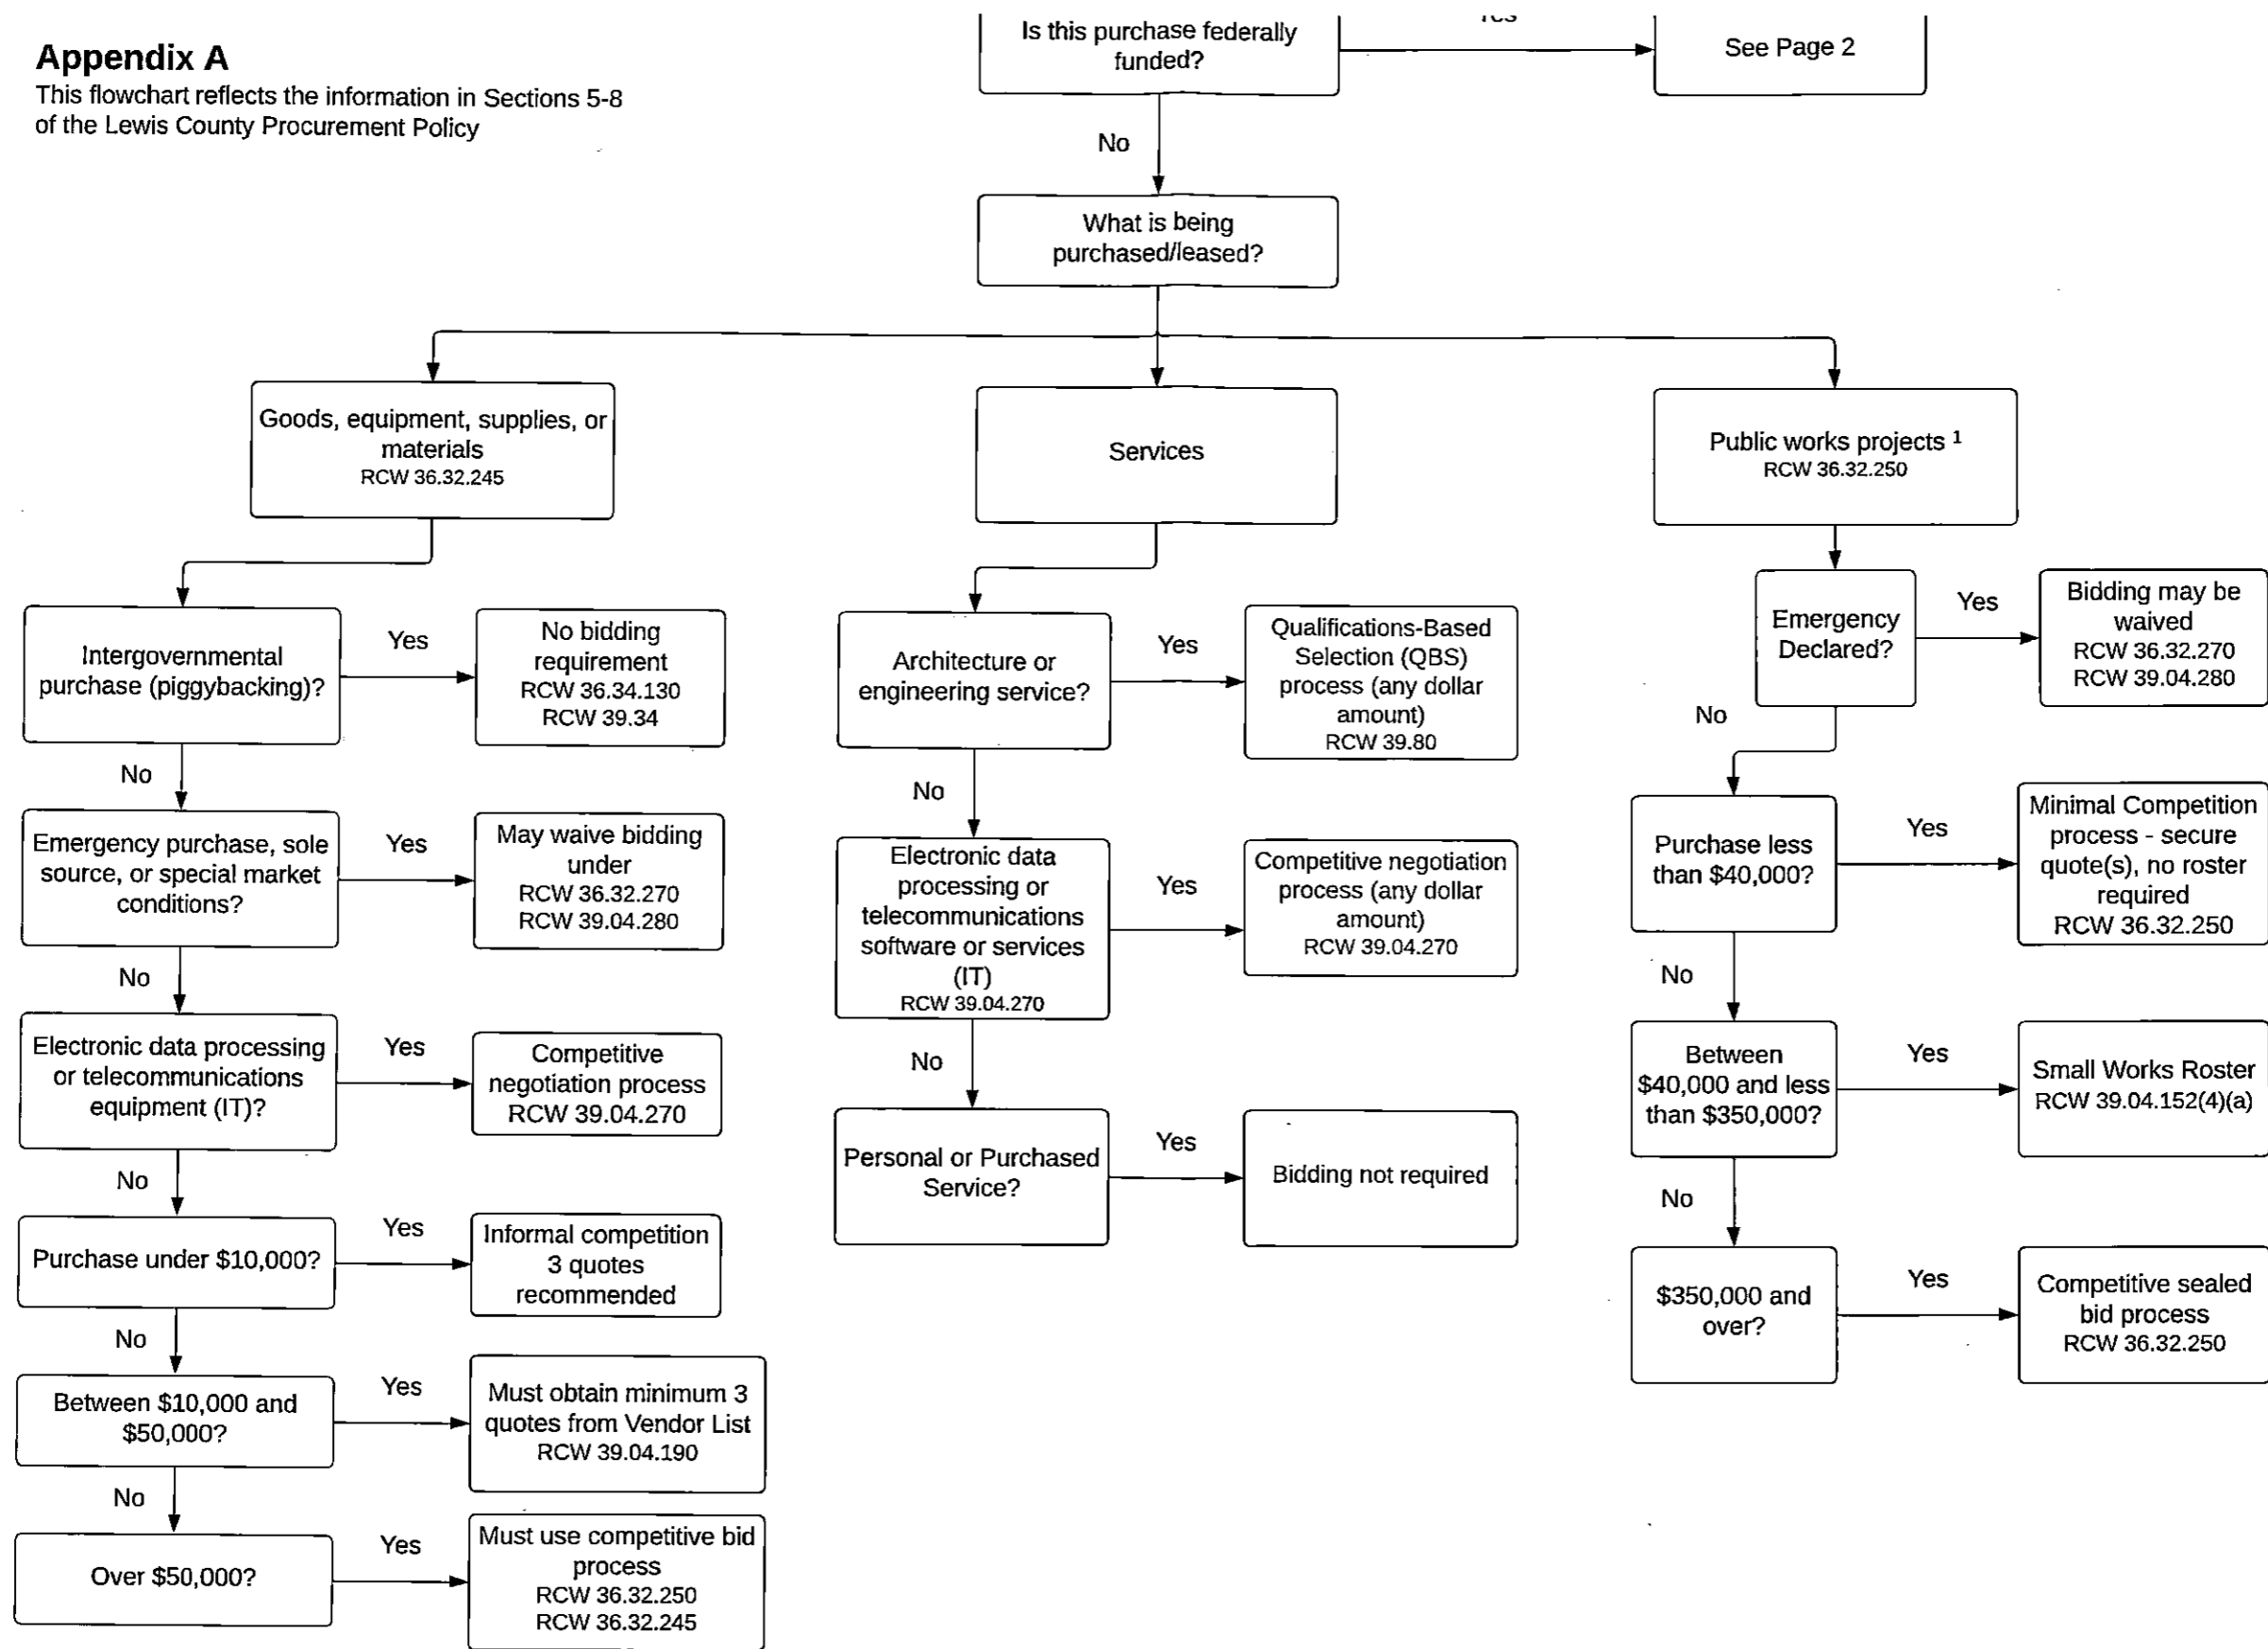 Appendix A
This flowchart reflects the information in Sections 5-8
of the Lewis County Procurement Policy
Is this purchase federally
funded?
Yes
See Page 2
No
What is being
purchased/leased?
Goods, equipment, supplies, or
materials
RCW 36.32.245
Services
Public works projects 1
RCW 36.32.250
Intergovernmental
purchase (piggybacking)?
Yes
No bidding
requirement
RCW 36.34.130
RCW 39.34
No
Emergency purchase, sole
source, or special market
conditions?
Yes
May waive bidding
under
RCW 36.32.270
RCW 39.04.280
No
Electronic data processing
or telecommunications
equipment (IT)?
Yes
Competitive
negotiation process
RCW 39.04.270
No
Purchase under $10,000?
Yes
Informal competition
3 quotes
recommended
No
Between $10,000 and
$50,000?
Yes
Must obtain minimum 3
quotes from Vendor List
RCW 39.04.190
No
Over $50,000?
Yes
Must use competitive bid
process
RCW 36.32.250
RCW 36.32.245
Architecture or
engineering service?
Yes
Qualifications-Based
Selection (QBS)
process (any dollar
amount)
RCW 39.80
No
Electronic data
processing or
telecommunications
software or services
(IT)
RCW 39.04.270
Yes
Competitive negotiation
process (any dollar
amount)
RCW 39.04.270
No
Personal or Purchased
Service?
Yes
Bidding not required
Emergency
Declared?
Yes
Bidding may be
waived
RCW 36.32.270
RCW 39.04.280
No
Purchase less
than $40,000?
Yes
Minimal Competition
process - secure
quote(s), no roster
required
RCW 36.32.250
No
Between
$40,000 and less
than $350,000?
Yes
Small Works Roster
RCW 39.04.152(4)(a)
No
$350,000 and
over?
Yes
Competitive sealed
bid process
RCW 36.32.250